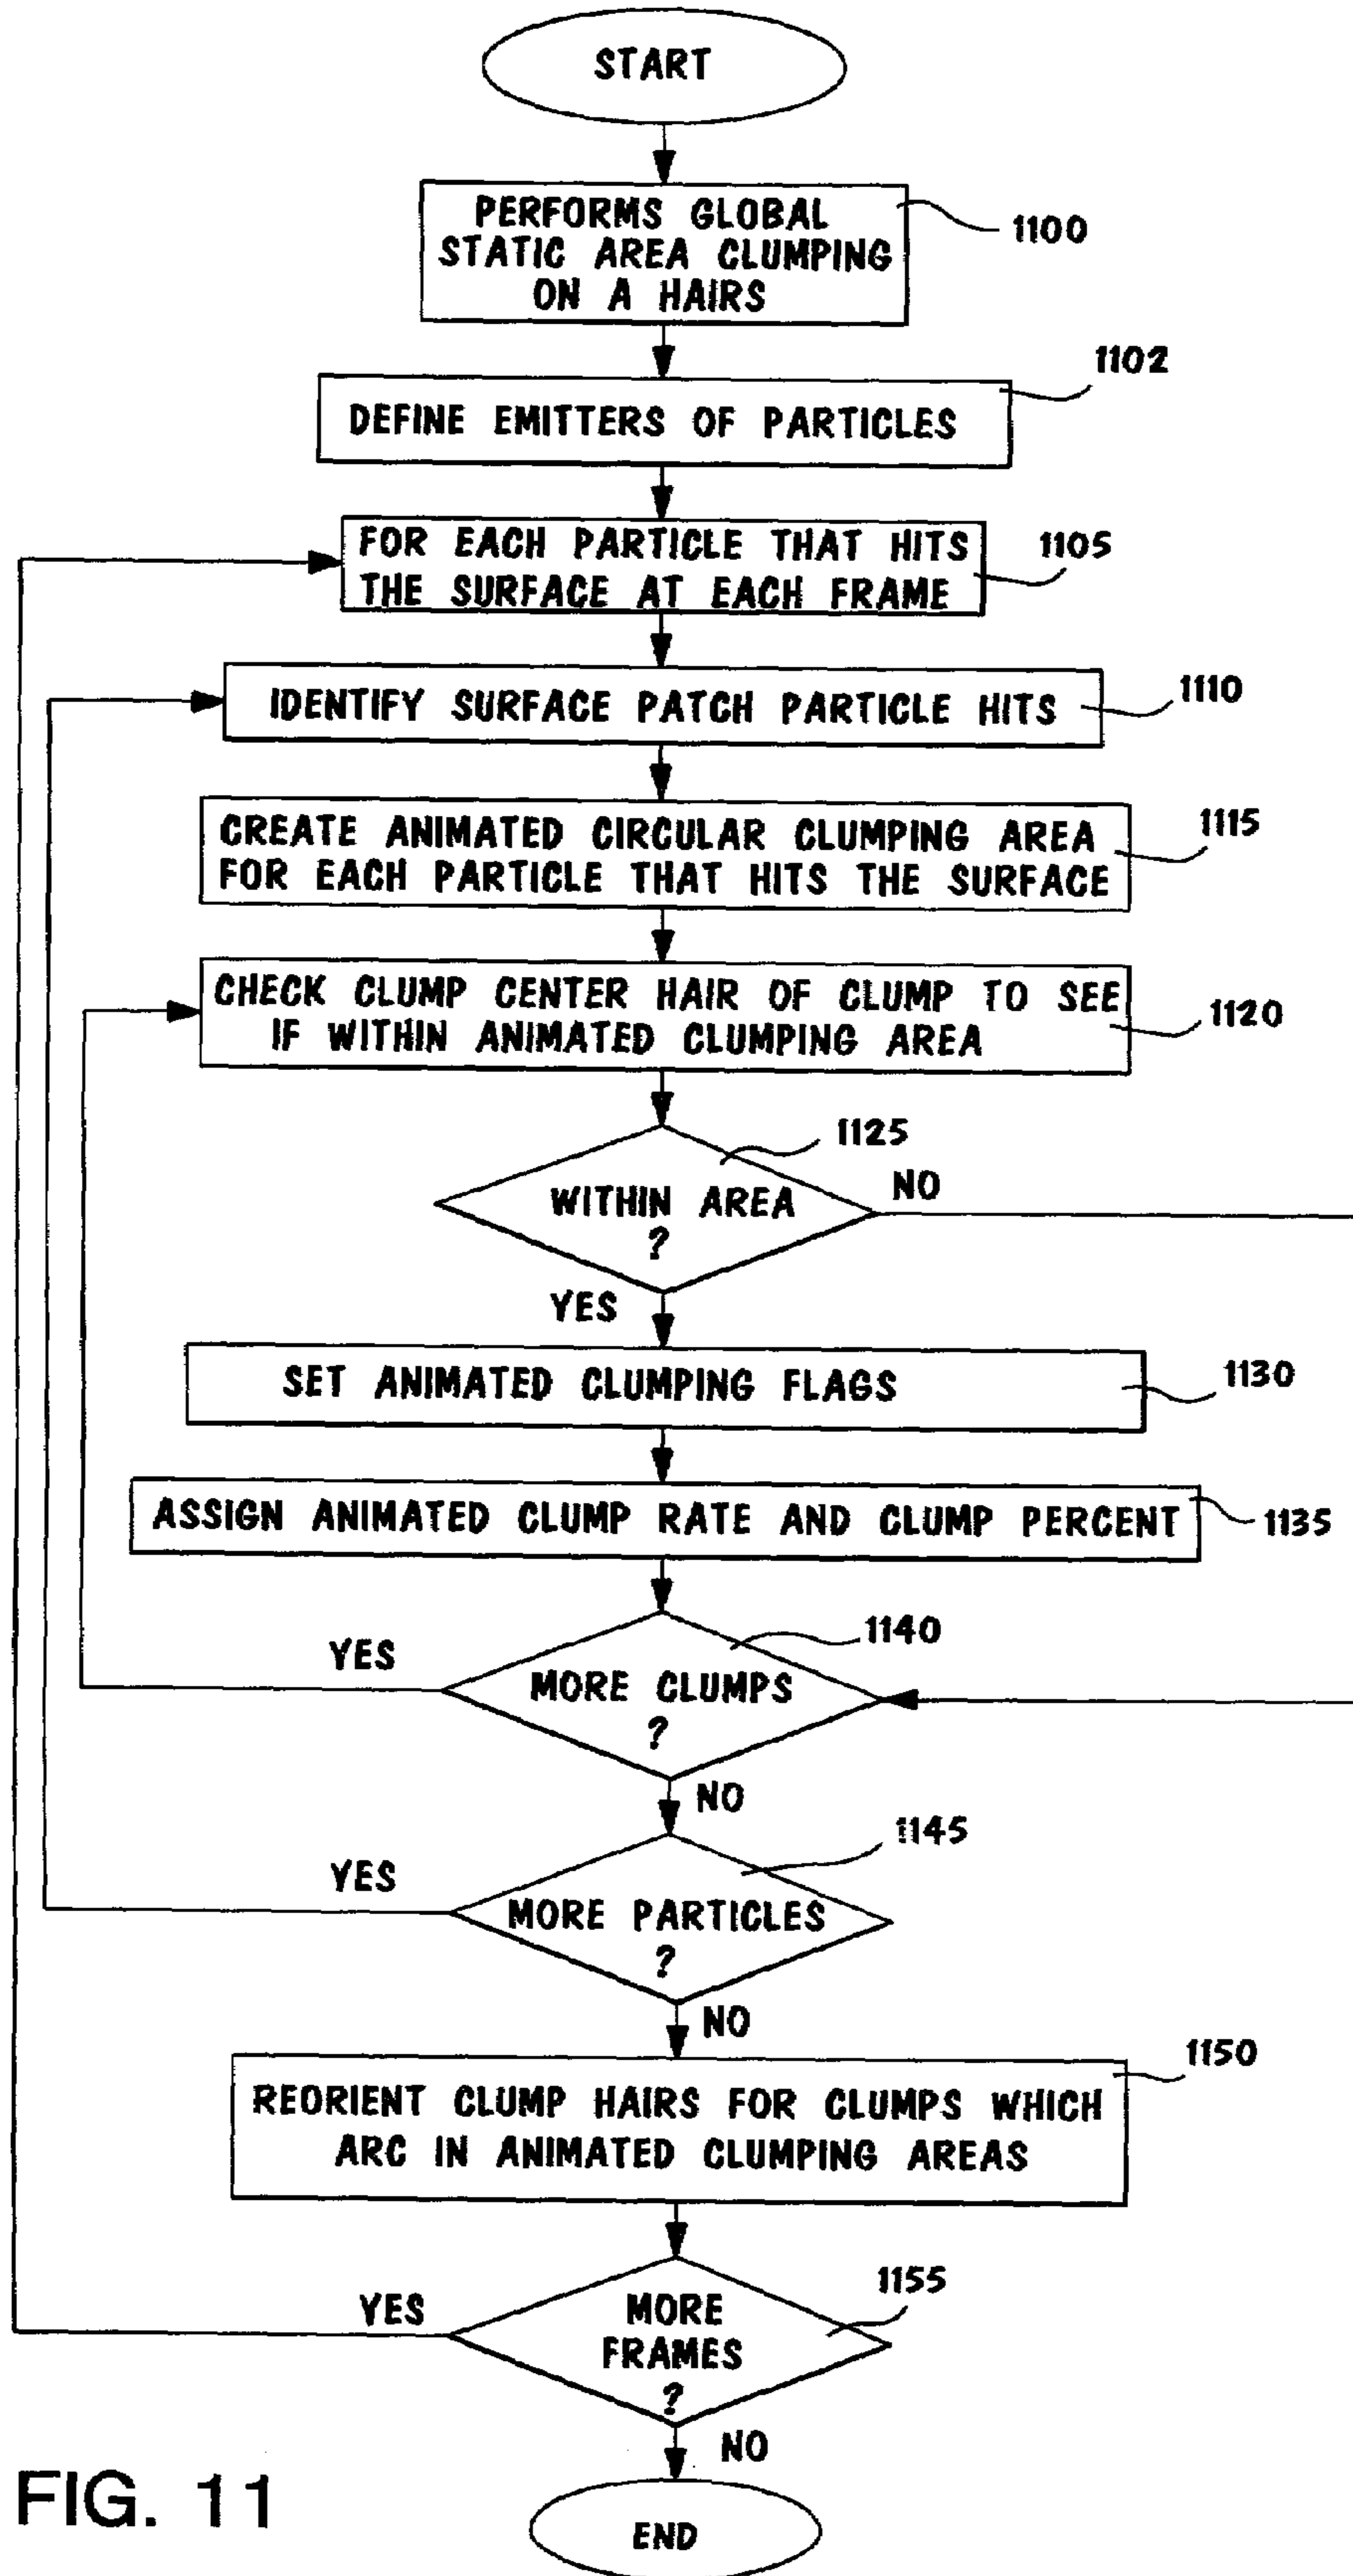 START
PERFORMS GLOBAL
STATIC AREA CLUMPING
ON A HAIRS
1100
DEFINE EMITTERS OF PARTICLES
1102
FOR EACH PARTICLE THAT HITS
THE SURFACE AT EACH FRAME
1105
IDENTIFY SURFACE PATCH PARTICLE HITS
1110
CREATE ANIMATED CIRCULAR CLUMPING AREA
FOR EACH PARTICLE THAT HITS THE SURFACE
1115
CHECK CLUMP CENTER HAIR OF CLUMP TO SEE
IF WITHIN ANIMATED CLUMPING AREA
1120
1125
WITHIN AREA
?
NO
YES
SET ANIMATED CLUMPING FLAGS
1130
ASSIGN ANIMATED CLUMP RATE AND CLUMP PERCENT
1135
1140
YES
MORE CLUMPS
?
NO
1145
YES
MORE PARTICLES
?
NO
1150
REORIENT CLUMP HAIRS FOR CLUMPS WHICH
ARC IN ANIMATED CLUMPING AREAS
1155
YES
MORE
FRAMES
?
NO
END
FIG. 11